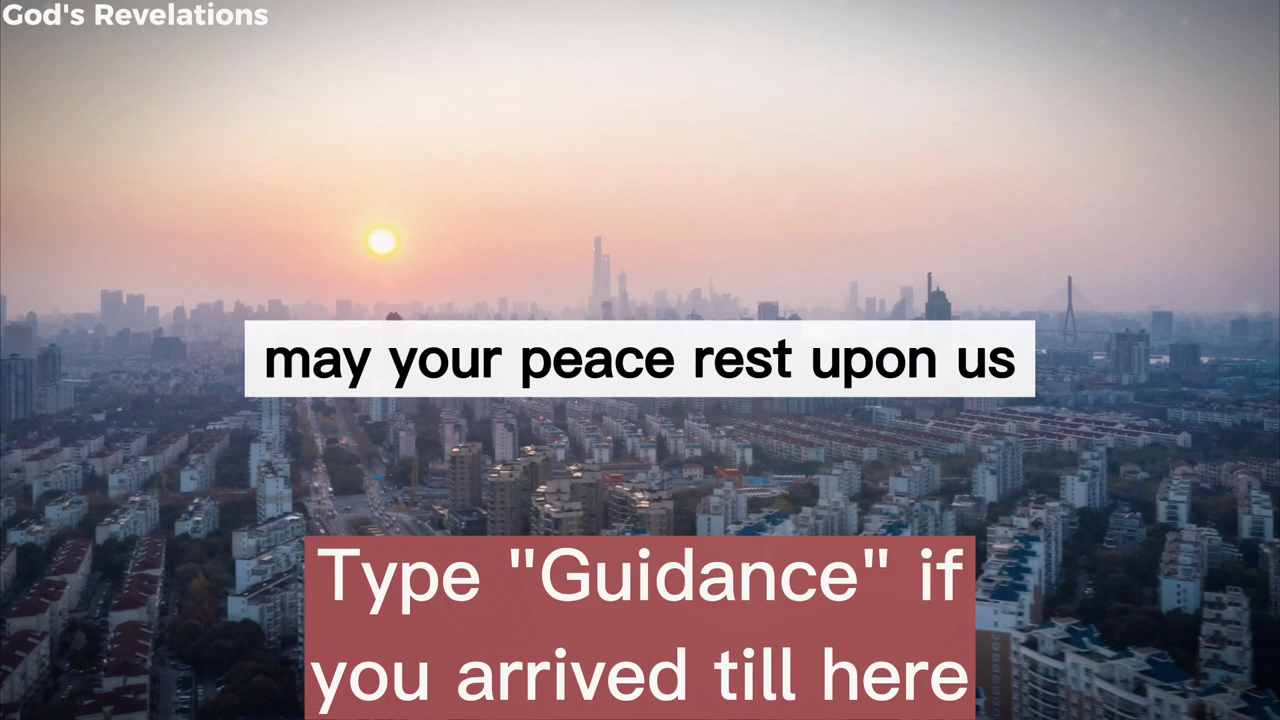 God's Revelations
may your peace rest upon us
Type "Guidance" if
you arrived till here